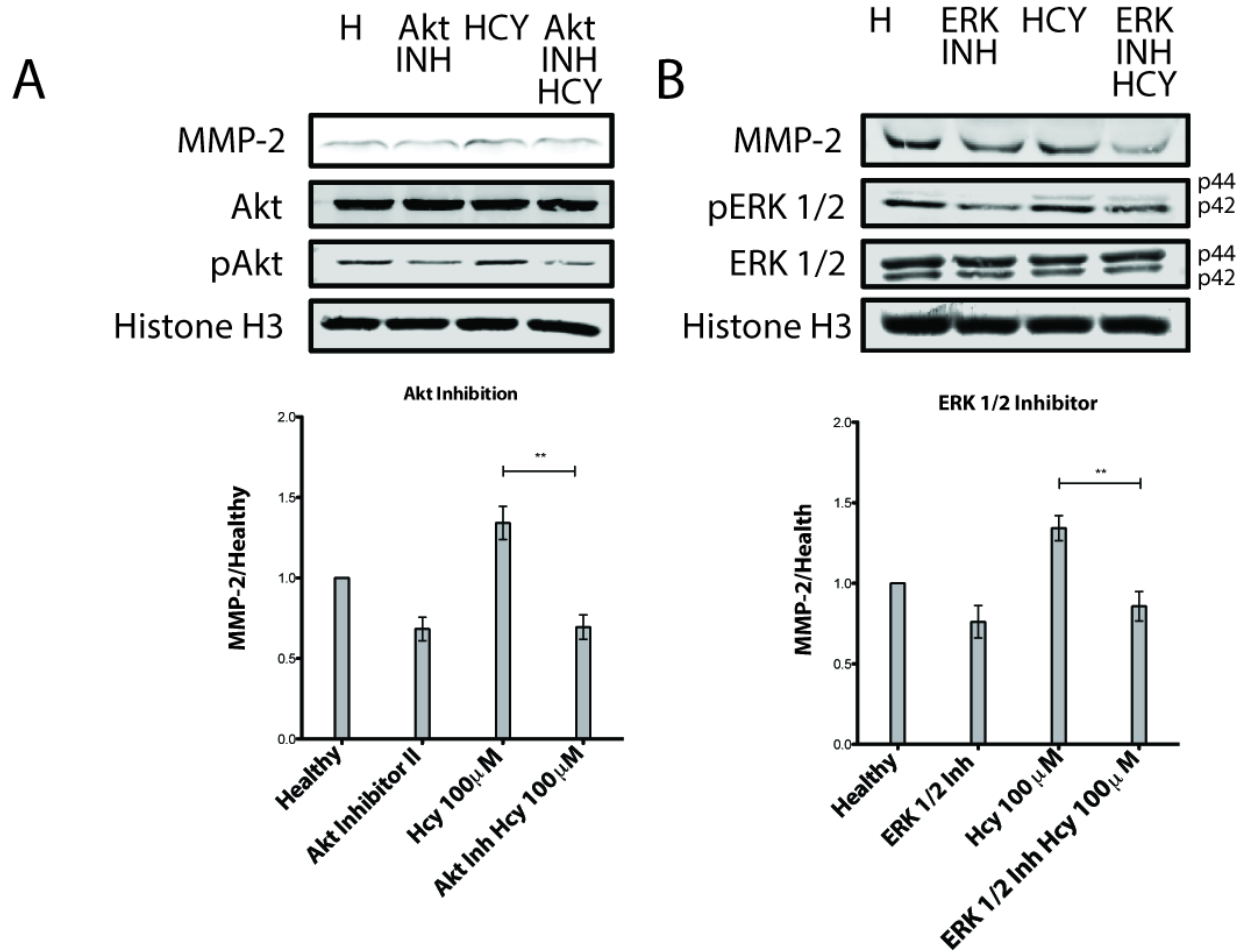 A
H Akt INH HCY Akt INH HCY
MMP-2
Akt
pAkt
Histone H3
Akt Inhibition
MMP-2/Healthy
2.0
1.5
1.0
0.5
0.0
**
Healthy
Akt Inhibitor II
Hcy 100μM
Akt Inh Hcy 100μM
B
H ERK INH HCY ERK INH HCY
MMP-2
pERK 1/2
p44
p42
ERK 1/2
p44
p42
Histone H3
ERK 1/2 Inhibitor
MMP-2/Health
2.0
1.5
1.0
0.5
0.0
**
Healthy
ERK 1/2 Inh
Hcy 100 μM
ERK 1/2 Inh Hcy 100μ M